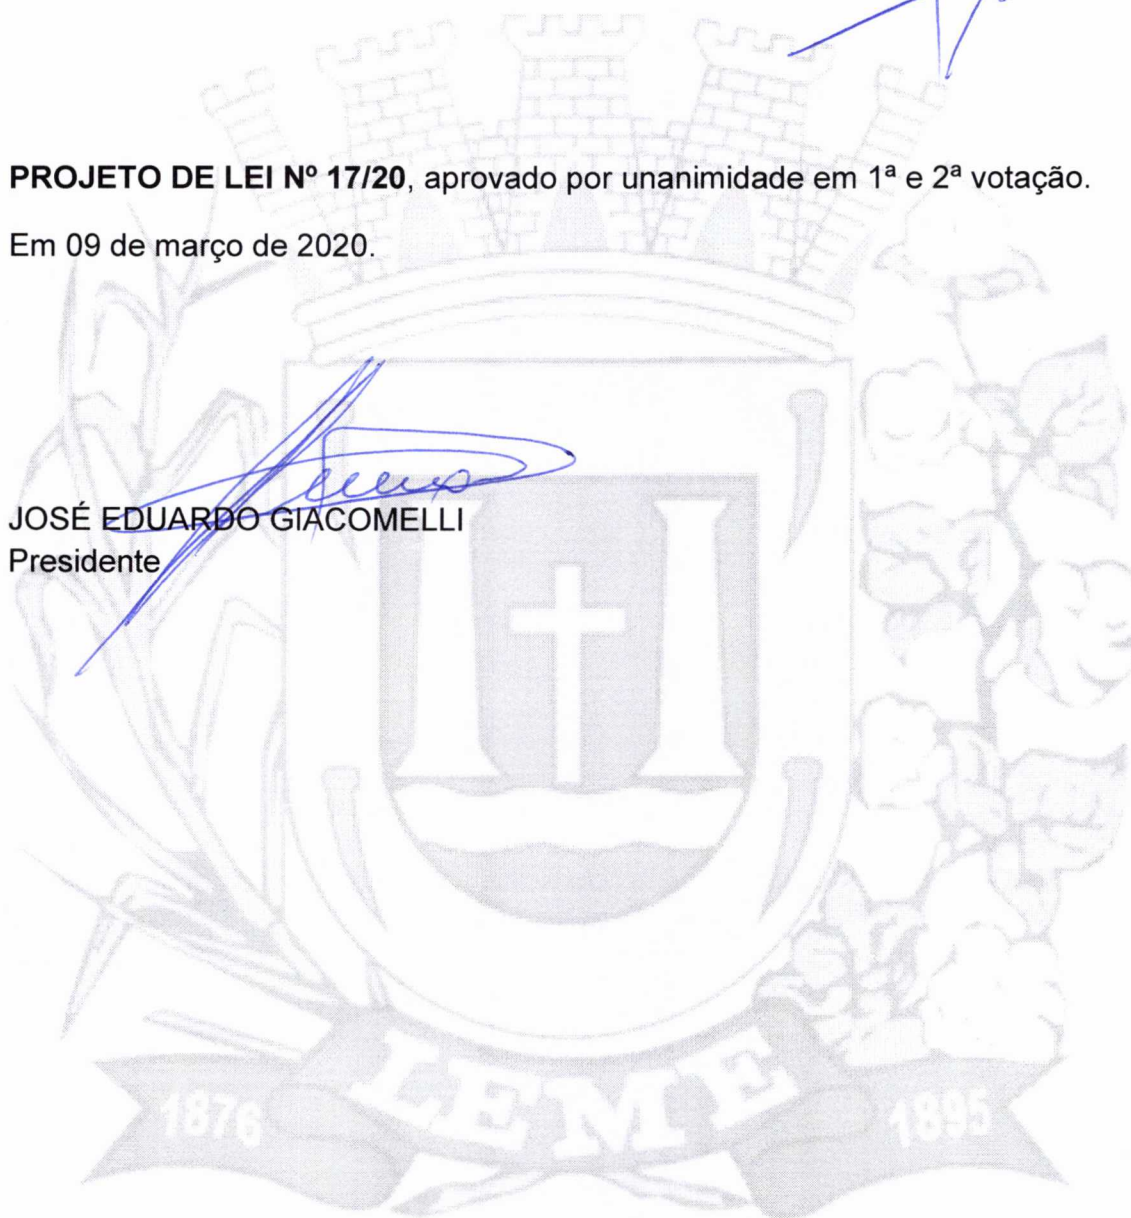 PROJETO DE LEI Nº 17/20, aprovado por unanimidade em 1ª e 2ª votação.
Em 09 de março de 2020.
JOSÉ EDUARDO GIACOMELLI
Presidente
1876 LEME 1895